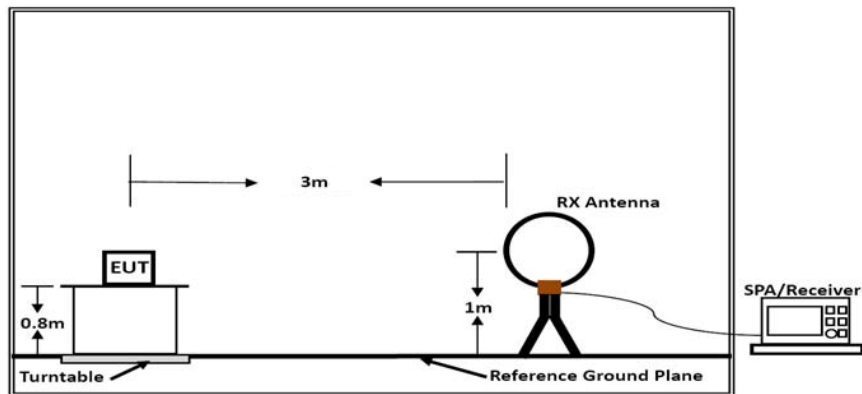 3m
RX Antenna
EUT
SPA/Receiver
0.8m
1m
Turntable
Reference Ground Plane